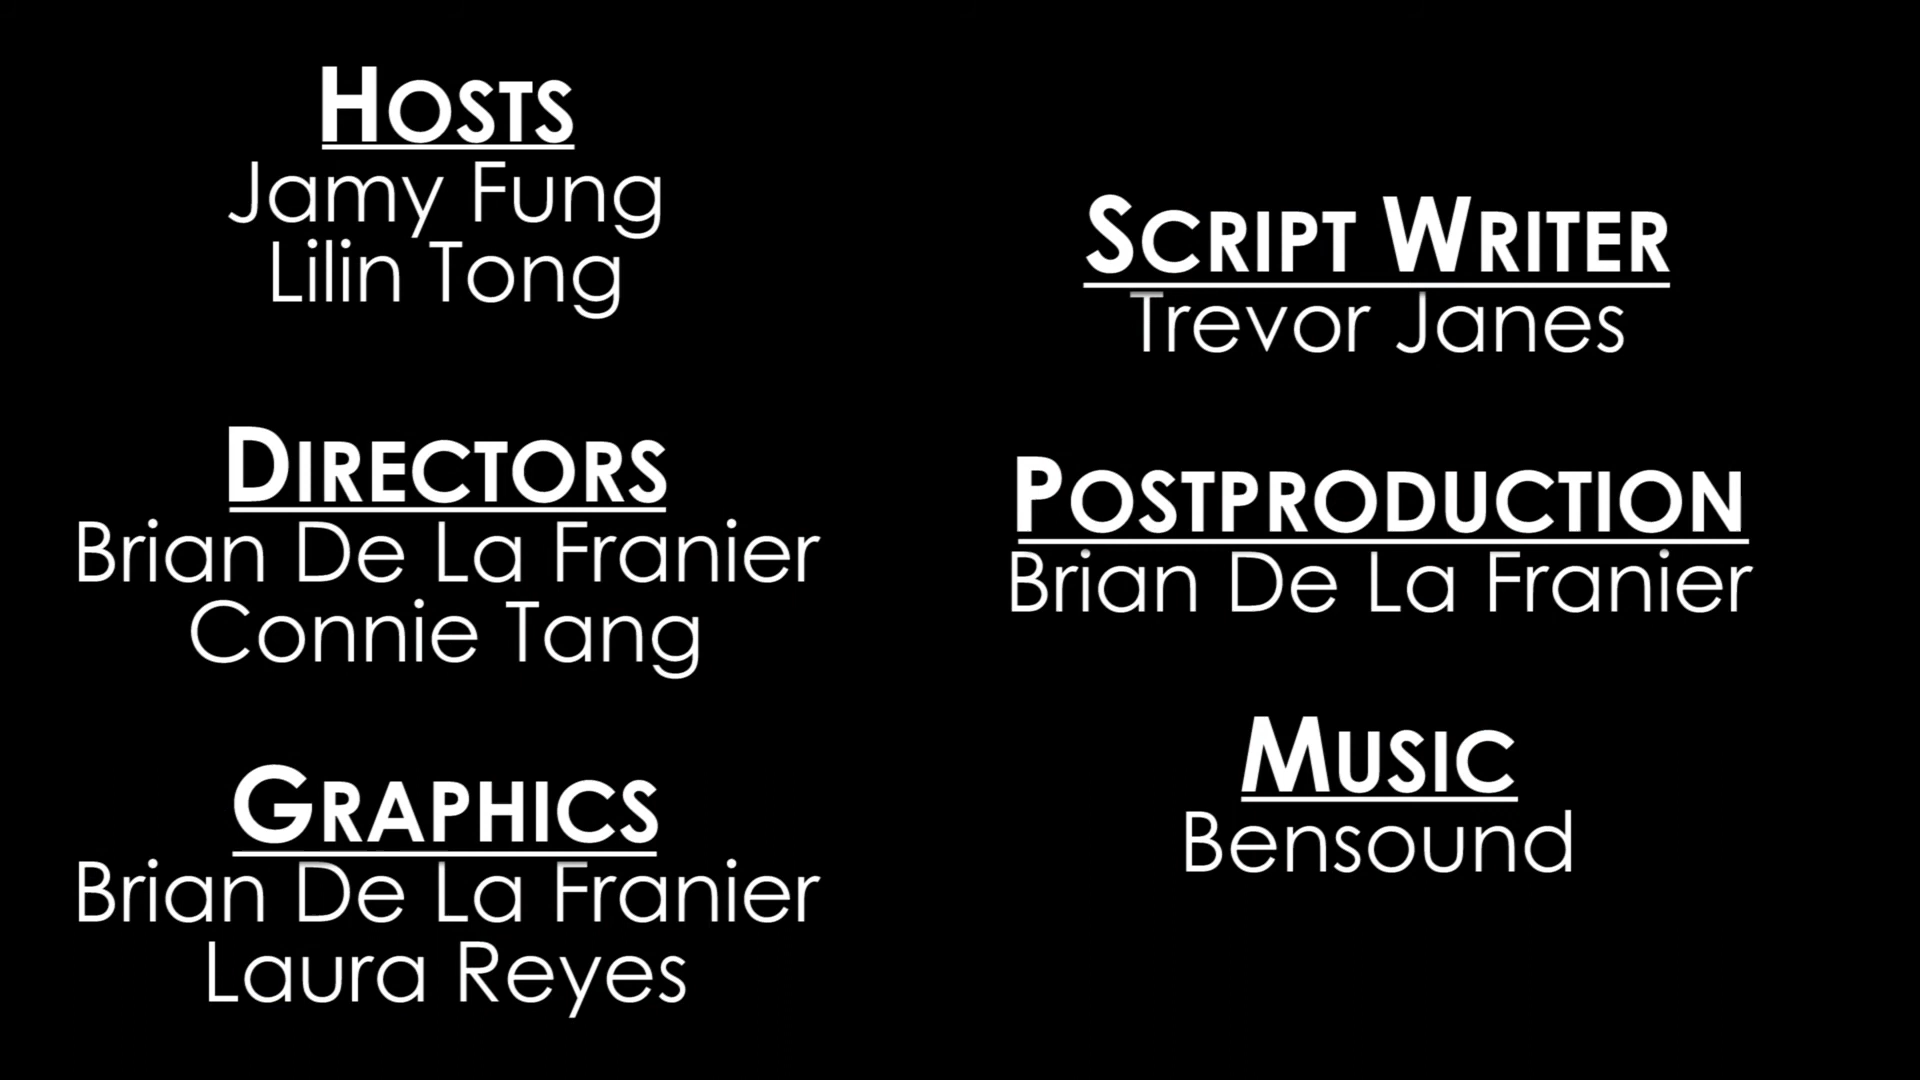 Hosts
Jamy Fung
Lilin Tong
Directors
Brian De La Franier
Connie Tang
Graphics
Brian De La Franier
Laura Reyes
Script Writer
Trevor Janes
Postproduction
Brian De La Franier
Music
Bensound